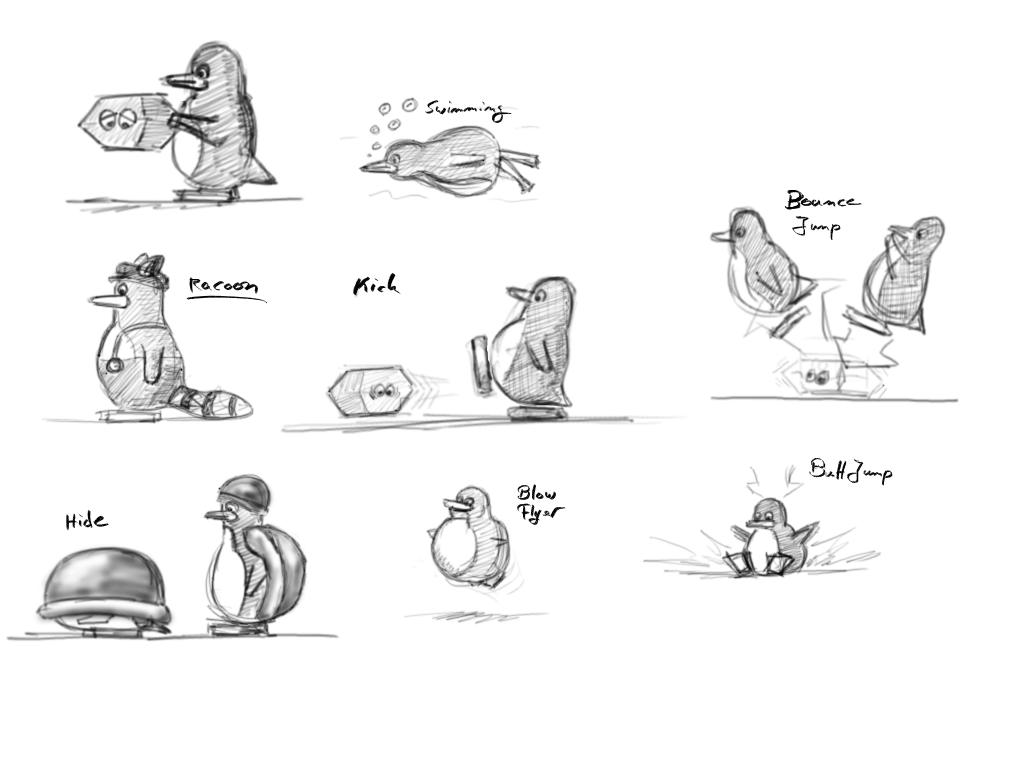 Swimming
Bounce
Jump
Racoon
Kick
Hide
Blow
Flyer
ButtJump